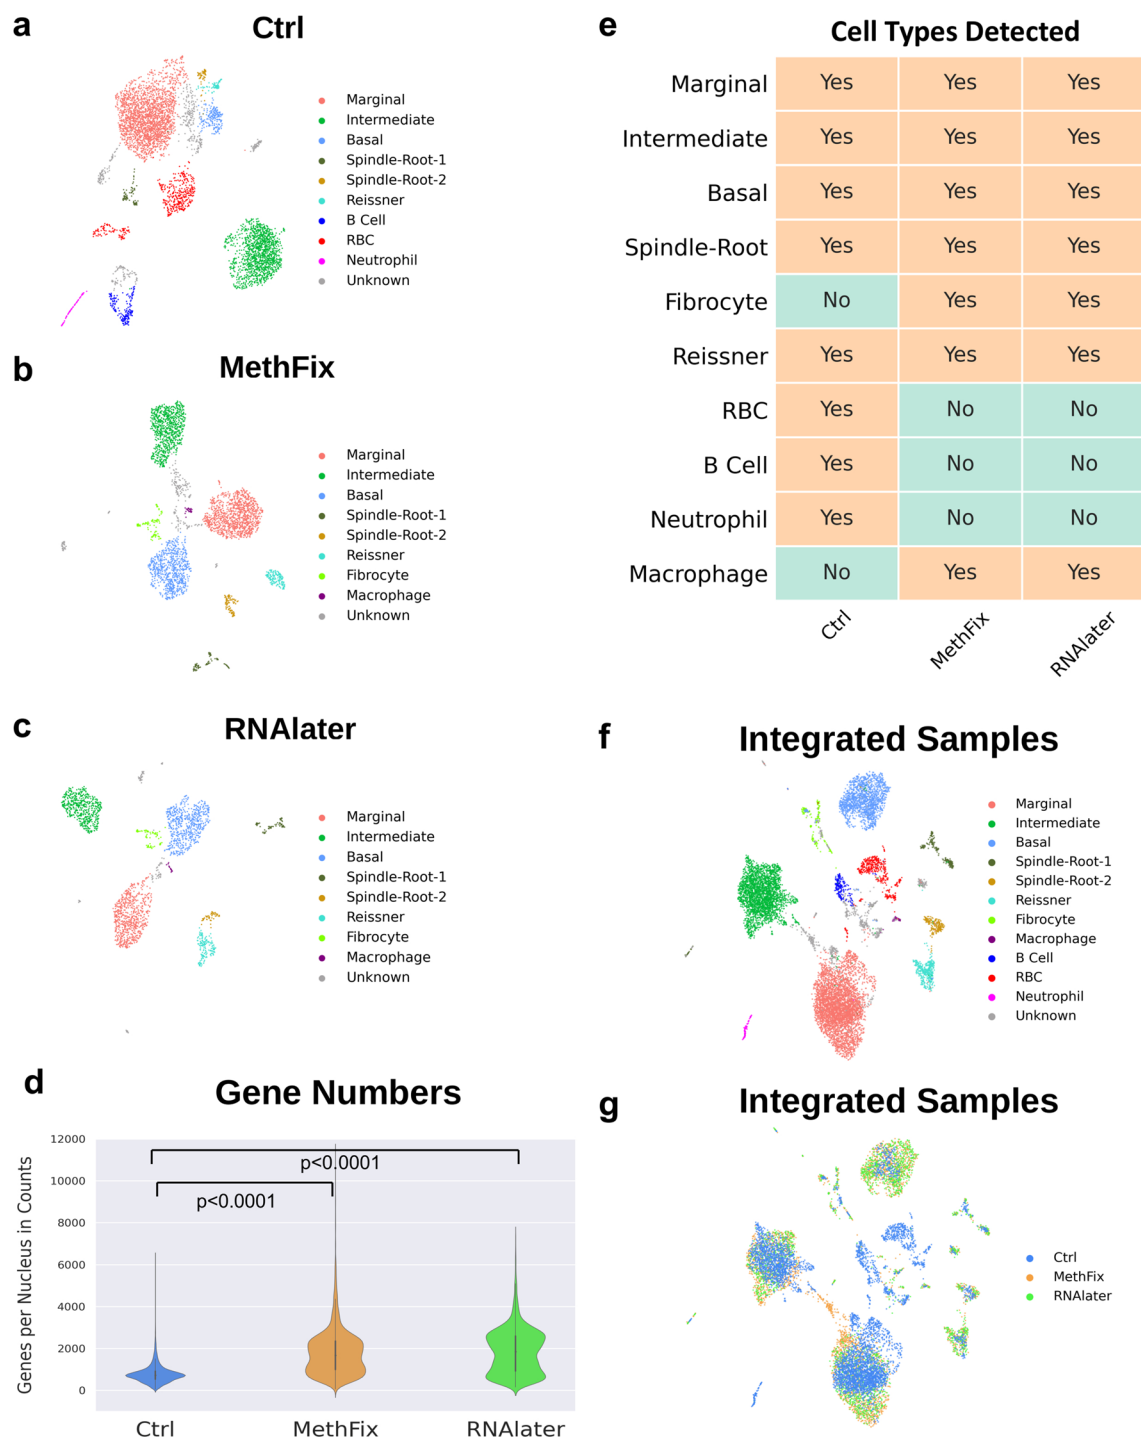 a
Ctrl
Marginal
Intermediate
Basal
Spindle-Root-1
Spindle-Root-2
Reissner
B Cell
RBC
Neutrophil
Unknown
b
MethFix
Marginal
Intermediate
Basal
Spindle-Root-1
Spindle-Root-2
Reissner
Fibrocyte
Macrophage
Unknown
c
RNAlater
Marginal
Intermediate
Basal
Spindle-Root-1
Spindle-Root-2
Reissner
Fibrocyte
Macrophage
Unknown
d
Gene Numbers
Genes per Nucleus in Counts
12000
10000
8000
6000
4000
2000
0
p<0.0001
p<0.0001
Ctrl MethFix RNAlater
e
Cell Types Detected
Marginal Yes Yes Yes
Intermediate Yes Yes Yes
Basal Yes Yes Yes
Spindle-Root Yes Yes Yes
Fibrocyte No Yes Yes
Reissner Yes Yes Yes
RBC Yes No No
B Cell Yes No No
Neutrophil Yes No No
Macrophage No Yes Yes
Ctrl MethFix RNAlater
f
Integrated Samples
Marginal
Intermediate
Basal
Spindle-Root-1
Spindle-Root-2
Reissner
Fibrocyte
Macrophage
B Cell
RBC
Neutrophil
Unknown
g
Integrated Samples
Ctrl
MethFix
RNAlater